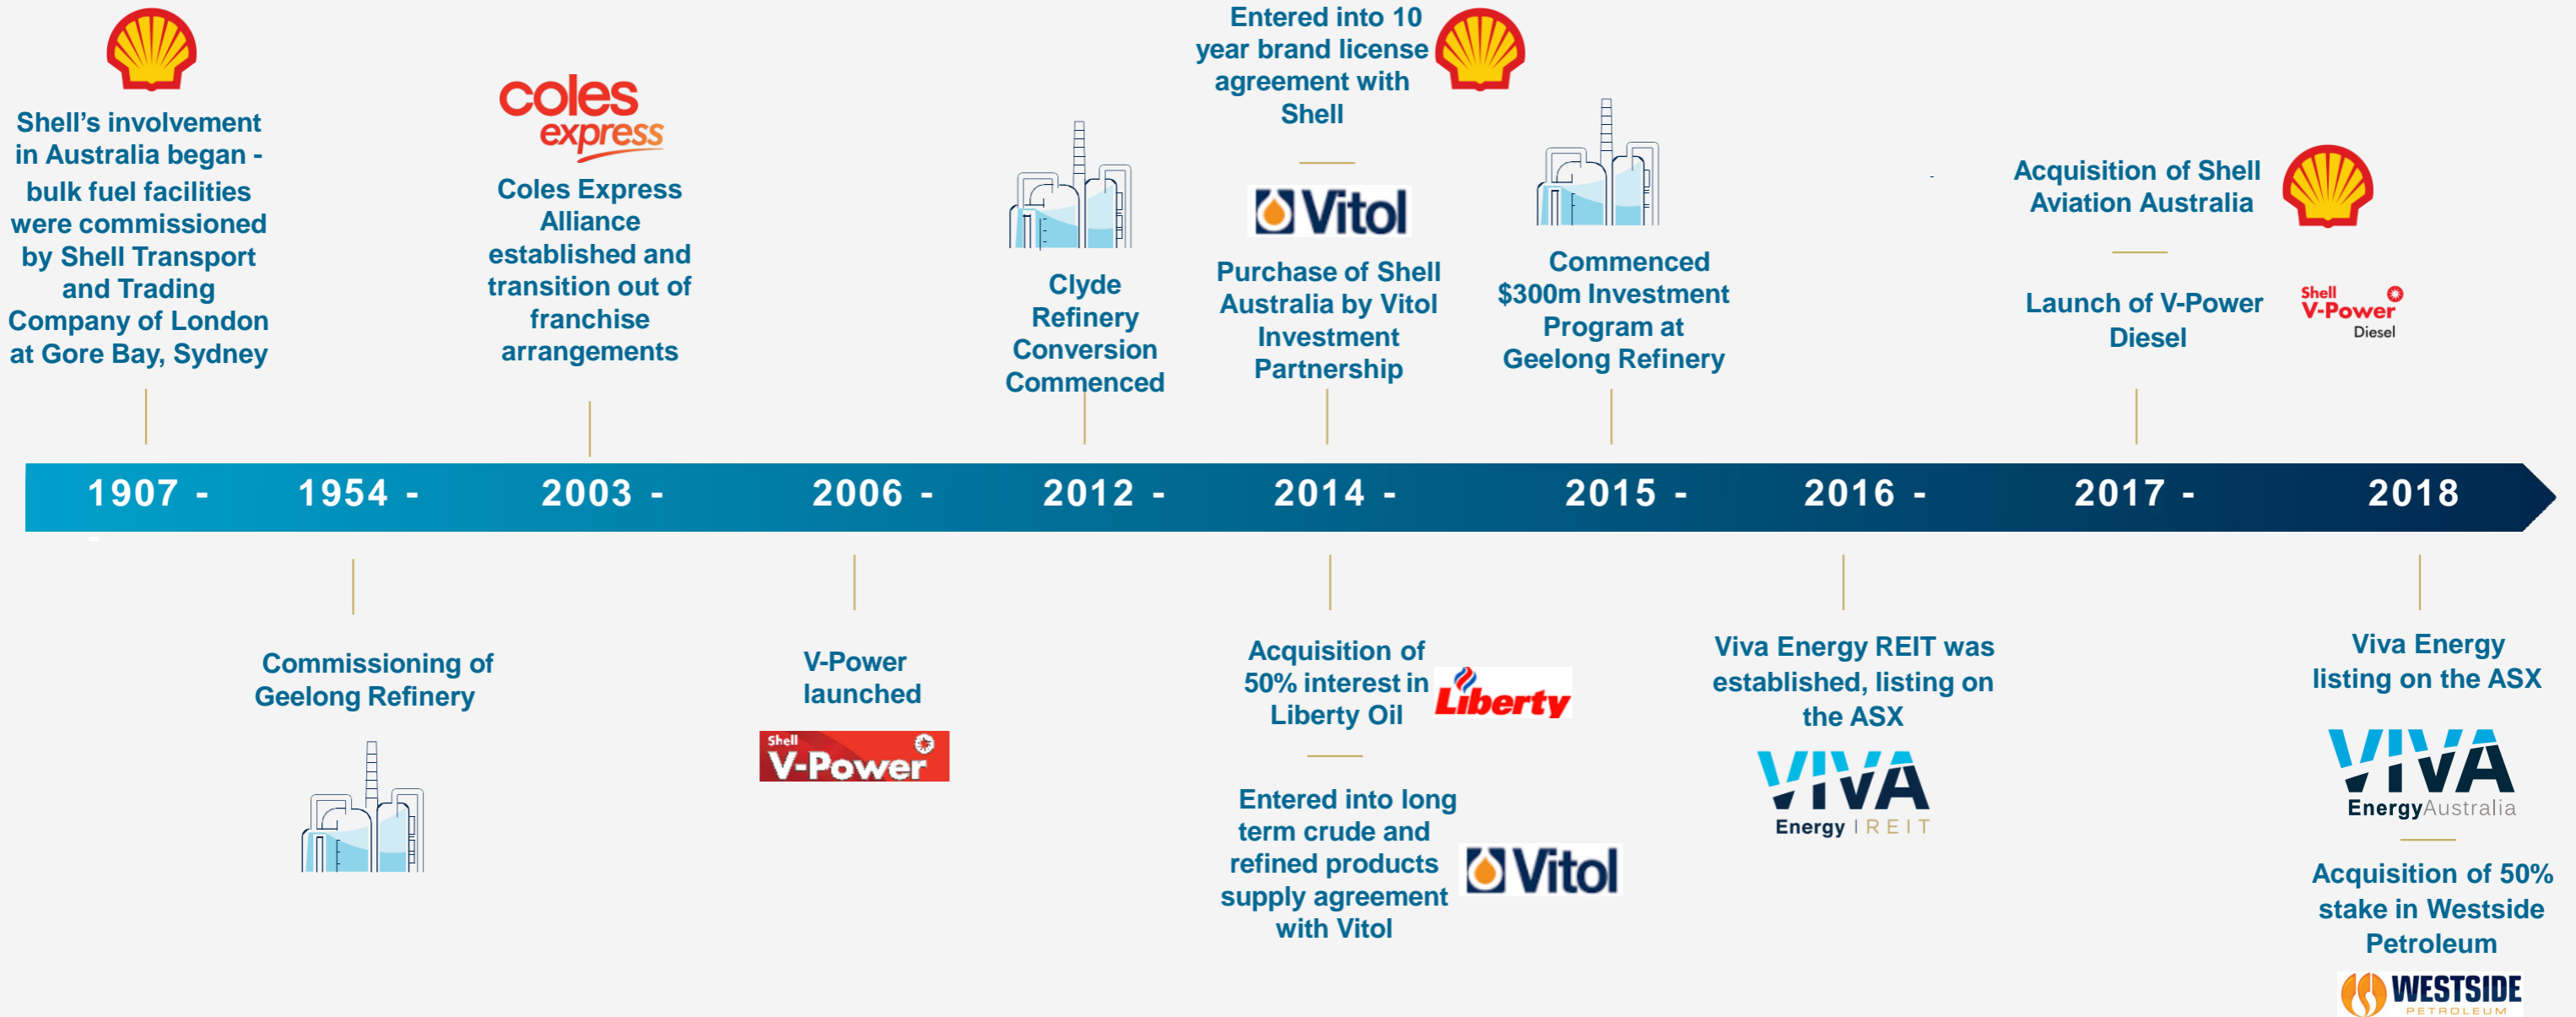 Shell's involvement
in Australia began -
bulk fuel facilities
were commissioned
by Shell Transport
and Trading
Company of London
at Gore Bay, Sydney
coles
express
Coles Express
Alliance
established and
transition out of
franchise
arrangements
Clyde
Refinery
Conversion
Commenced
Entered into 10
year brand license
agreement with
Shell
Vitol
Purchase of Shell
Australia by Vitol
Investment
Partnership
Commenced
$300m Investment
Program at
Geelong Refinery
Acquisition of Shell
Aviation Australia
Launch of V-Power
Diesel
Shell
V-Power
Diesel
1907 - 1954 - 2003 - 2006 - 2012 - 2014 - 2015 - 2016 - 2017 - 2018
Commissioning of
Geelong Refinery
V-Power
launched
Shell
V-Power
Acquisition of
50% interest in
Liberty Oil
Liberty
Entered into long
term crude and
refined products
supply agreement
with Vitol
Vitol
Viva Energy REIT was
established, listing on
the ASX
VIVA
Energy | REIT
Viva Energy
listing on the ASX
VIVA
EnergyAustralia
Acquisition of 50%
stake in Westside
Petroleum
WESTSIDE
PETROLEUM